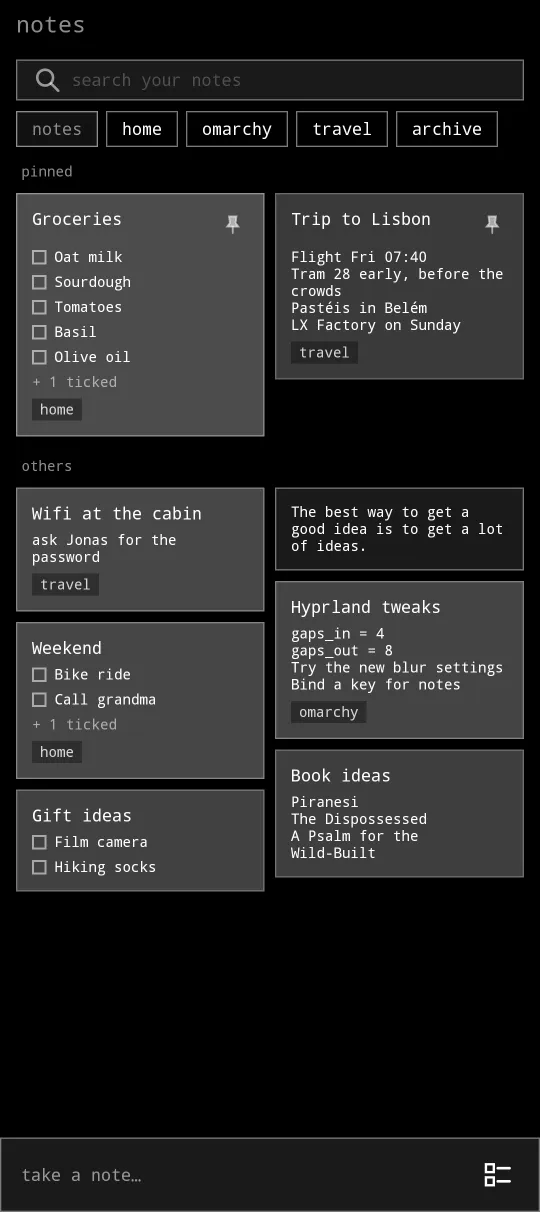 notes
search your notes
notes
home
omarchy
travel
archive
pinned
Groceries
Oat milk
Sourdough
Tomatoes
Basil
Olive oil
+ 1 ticked
home
Trip to Lisbon
Flight Fri 07:40
Tram 28 early, before the
crowds
Pastéis in Belém
LX Factory on Sunday
travel
others
Wifi at the cabin
ask Jonas for the
password
travel
Weekend
Bike ride
Call grandma
+ 1 ticked
home
Gift ideas
Film camera
Hiking socks
The best way to get a
good idea is to get a lot
of ideas.
Hyprland tweaks
gaps_in = 4
gaps_out = 8
Try the new blur settings
Bind a key for notes
omarchy
Book ideas
Piranesi
The Dispossessed
A Psalm for the
Wild-Built
take a note…